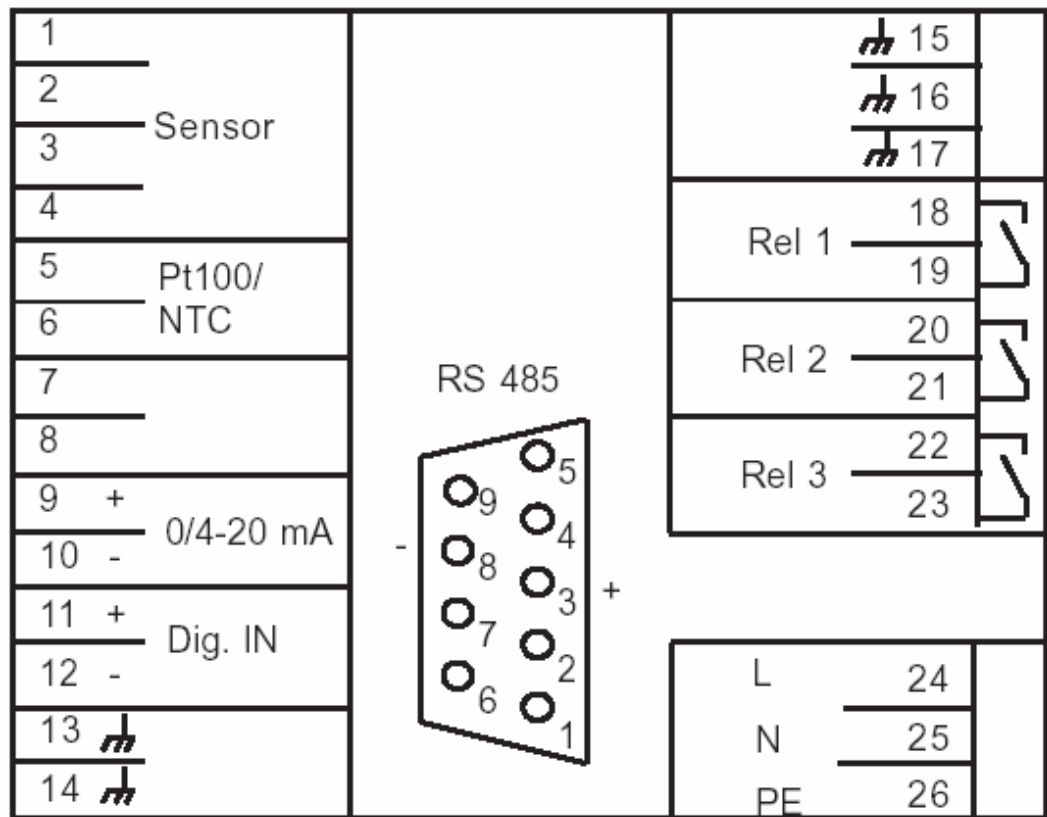 1
2
Sensor
3
4
5
Pt100/
NTC
6
7
8
9 +
0/4-20 mA
10 -
11 +
Dig. IN
12 -
13
14
RS 485
5
9
4
8
- +
3
7
2
6
1
15
16
17
18
Rel 1
19
20
Rel 2
21
22
Rel 3
23
L 24
N 25
PE 26